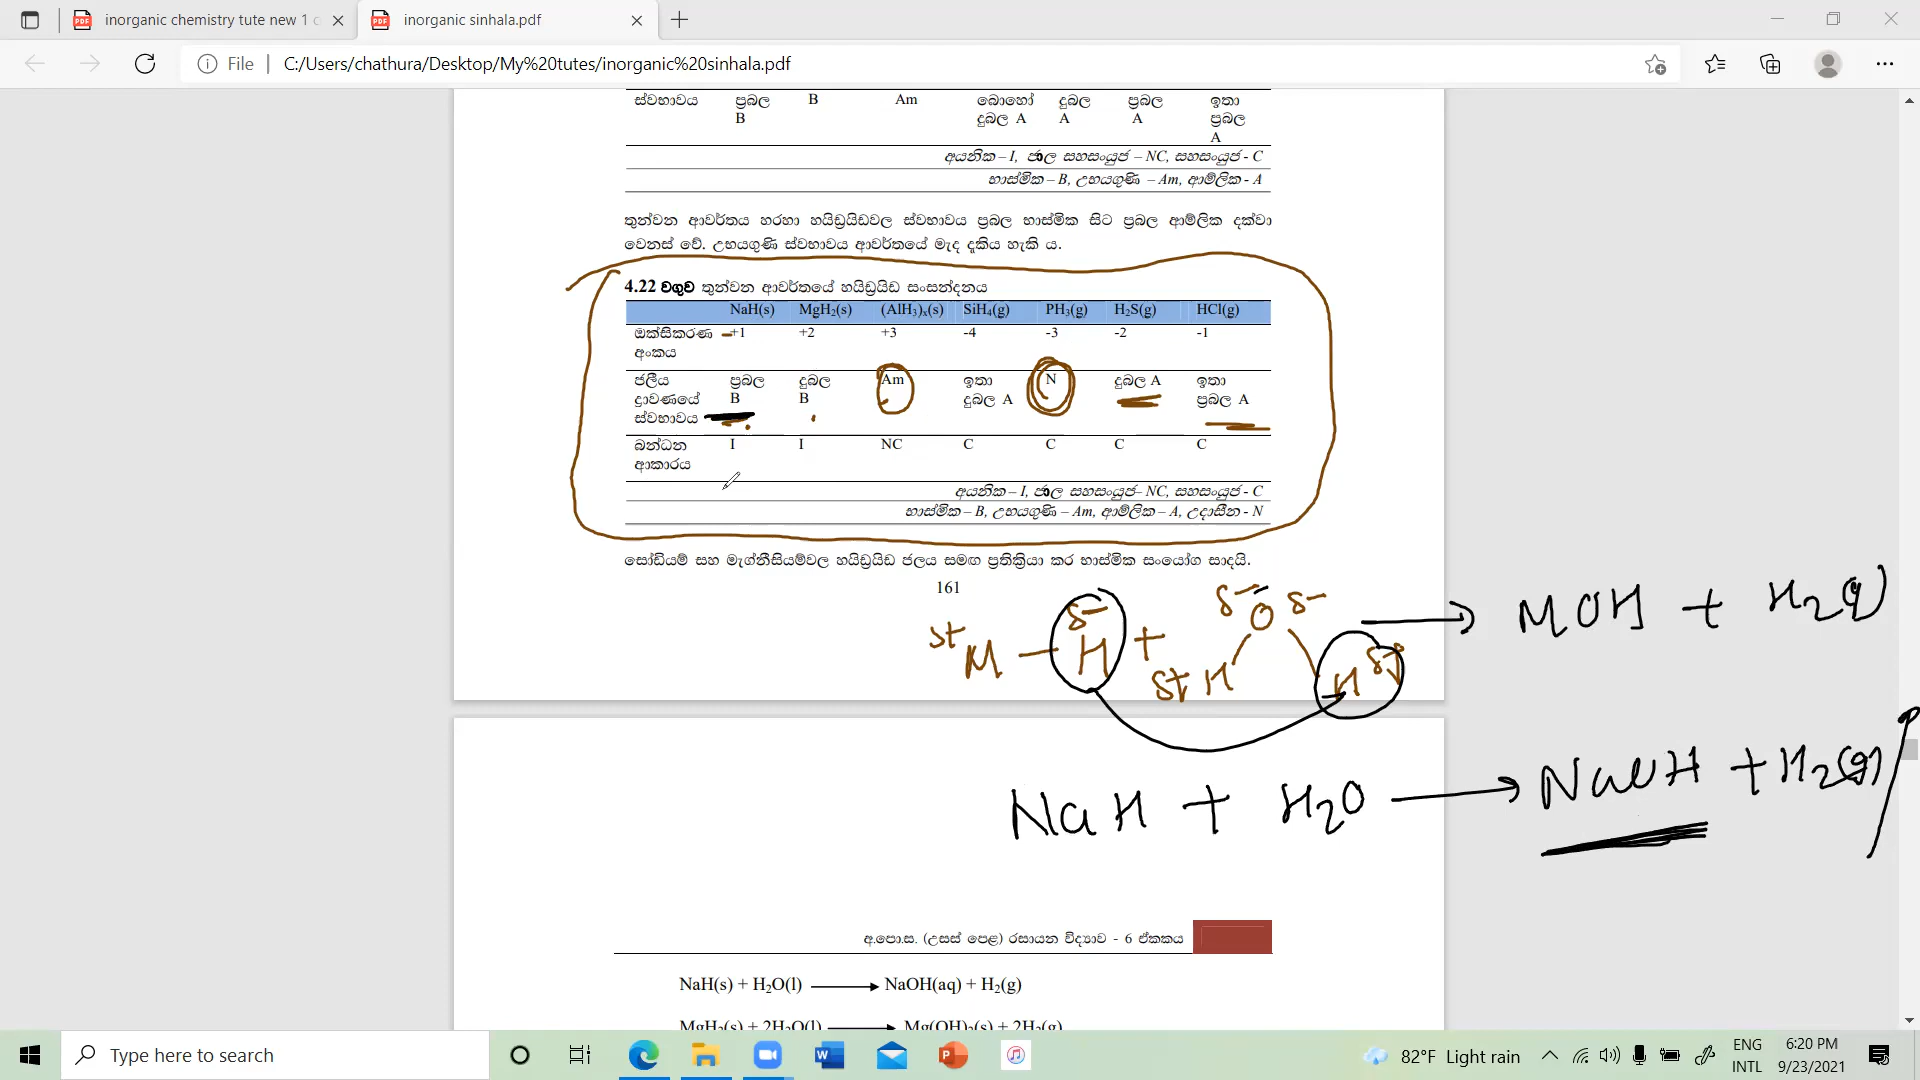 inorganic chemistry tute new 1 c
inorganic sinhala.pdf
File
C:/Users/chathura/Desktop/My%20tutes/inorganic%20sinhala.pdf
ස්වභාවය ප්‍රබල B B Am බොහෝ දුබල A දුබල A ප්‍රබල A ඉතා ප්‍රබල A
අයනික – I, ජාල සහසංයුජ – NC, සහසංයුජ - C
භාස්මික – B, උභයගුණි – Am, ආම්ලික - A
තුන්වන ආවර්තය හරහා හයිඩ්‍රයිඩවල ස්වභාවය ප්‍රබල භාස්මික සිට ප්‍රබල ආම්ලික දක්වා
වෙනස් වේ. උභයගුණි ස්වභාවය ආවර්තයේ මැද දැකිය හැකි ය.
4.22 වගුව තුන්වන ආවර්තයේ හයිඩ්‍රයිඩ සංසන්දනය
NaH(s) MgH2(s) (AlH3)x(s) SiH4(g) PH3(g) H2S(g) HCl(g)
ඔක්සිකරණ අංකය +1 +2 +3 -4 -3 -2 -1
ජලීය ද්‍රාවණයේ ස්වභාවය ප්‍රබල B දුබල B Am ඉතා දුබල A N දුබල A ඉතා ප්‍රබල A
බන්ධන ආකාරය I I NC C C C C
අයනික – I, ජාල සහසංයුජ– NC, සහසංයුජ - C
භාස්මික – B, උභයගුණි – Am, ආම්ලික – A, උදාසීන - N
සෝඩියම් සහ මැග්නීසියම්වල හයිඩ්‍රයිඩ ජලය සමඟ ප්‍රතික්‍රියා කර භාස්මික සංයෝග සාදයි.
161
δ+ M – H δ- + δ+ H O δ- δ- H δ+ → MOH + H2(g)
NaH + H2O → NaOH + H2(g)
අ.පො.ස. (උසස් පෙළ) රසායන විද්‍යාව - 6 ඒකකය
NaH(s) + H2O(l) → NaOH(aq) + H2(g)
MgH2(s) + 2H2O(l) → Mg(OH)2(s) + 2H2(g)
Type here to search
82°F Light rain
ENG
INTL
6:20 PM
9/23/2021